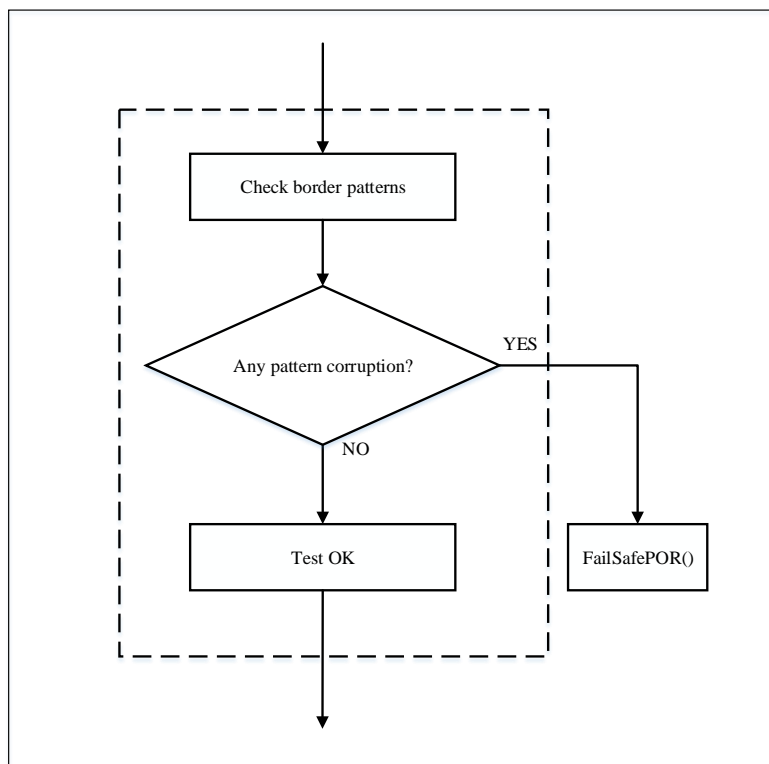 Check border patterns
Any pattern corruption?
YES
NO
Test OK
FailSafePOR()